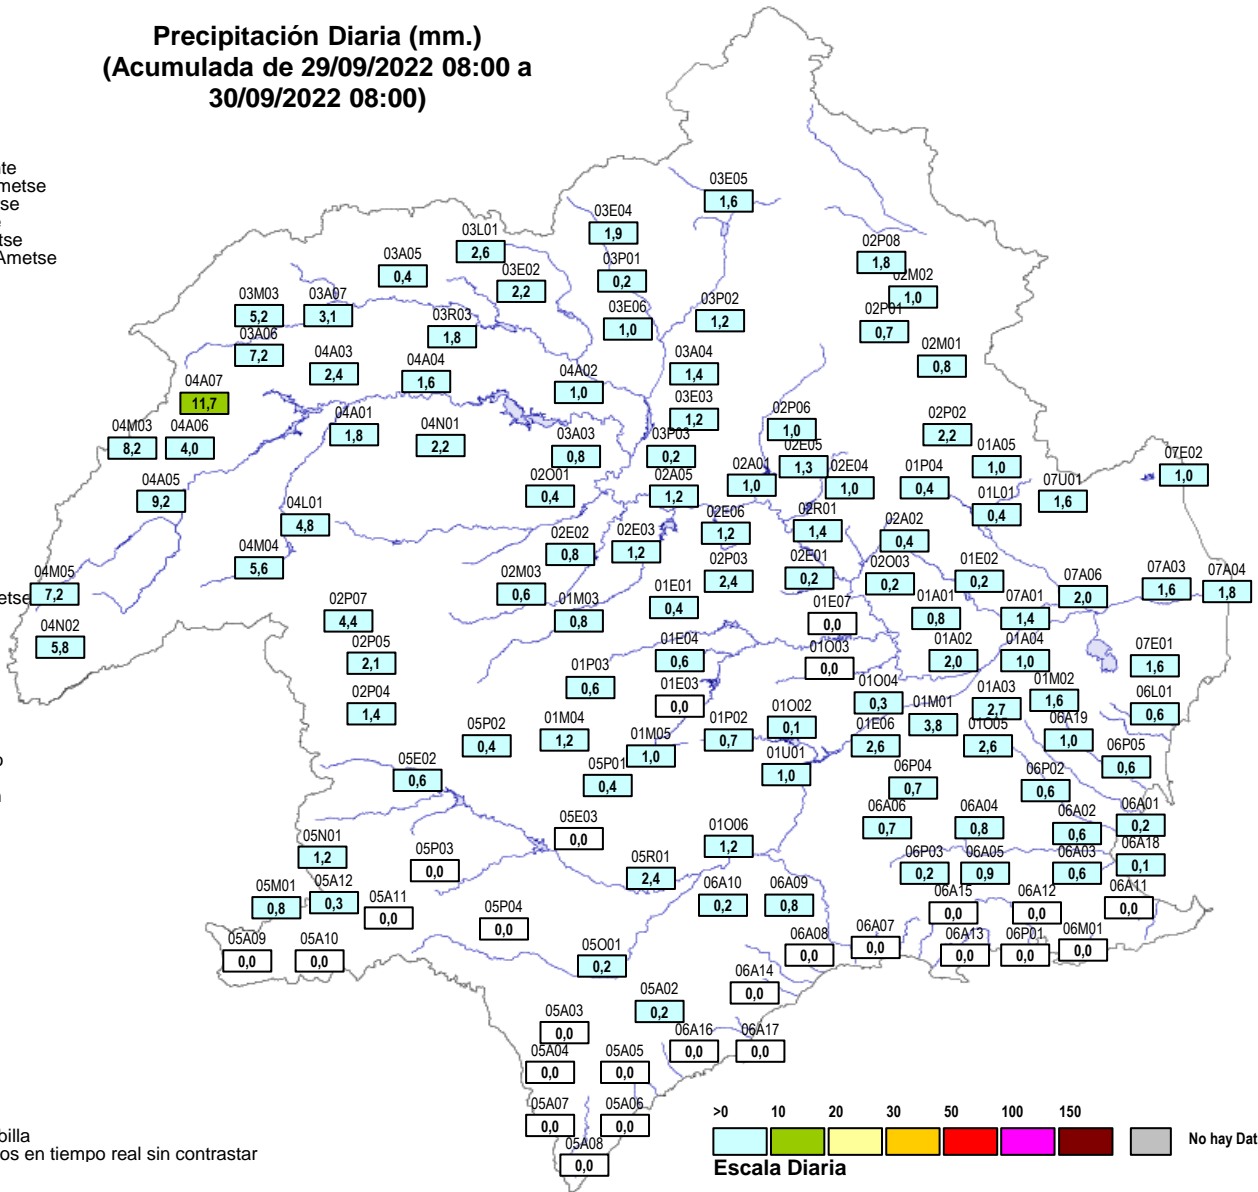 Precipitación Diaria (mm.)
(Acumulada de 29/09/2022 08:00 a
30/09/2022 08:00)
nte
metse
se
e
tse
Ametse
03E05
1,6
03E04
1,9
03L01
2,6
03A05
0,4
03E02
2,2
03P01
0,2
02P08
1,8
02M02
1,0
03M03
5,2
03A07
3,1
03R03
1,8
03E06
1,0
03P02
1,2
02P01
0,7
03A06
7,2
04A03
2,4
04A04
1,6
04A02
1,0
03A04
1,4
02M01
0,8
04A07
11,7
03E03
1,2
04M03
8,2
04A06
4,0
04A01
1,8
04N01
2,2
03A03
0,8
03P03
0,2
02P06
1,0
02P02
2,2
02E05
1,3
01A05
1,0
07E02
1,0
04A05
9,2
02O01
0,4
02A05
1,2
02A01
1,0
02E04
1,0
01P04
0,4
07U01
1,6
04L01
4,8
02E06
1,2
02R01
1,4
01L01
0,4
02A02
0,4
04M04
5,6
02E02
0,8
02E03
1,2
02P03
2,4
02E01
0,2
02O03
0,2
01E02
0,2
07A06
2,0
07A03
1,6
07A04
1,8
04M05
7,2
etse
02M03
0,6
01M03
0,8
01E01
0,4
01E07
0,0
01A01
0,8
07A01
1,4
04N02
5,8
02P07
4,4
02P05
2,1
01E04
0,6
01O03
0,0
01A02
2,0
01A04
1,0
07E01
1,6
01P03
0,6
01E03
0,0
01O04
0,3
01A03
2,7
01M02
1,6
06L01
0,6
02P04
1,4
05P02
0,4
01M04
1,2
01M05
1,0
01P02
0,7
01O02
0,1
01E06
2,6
01M01
3,8
01O05
2,6
06A19
1,0
06P05
0,6
o
05E02
0,6
05P01
0,4
01U01
1,0
06P04
0,7
06P02
0,6
05E03
0,0
01O06
1,2
06A06
0,7
06A04
0,8
06A02
0,6
06A01
0,2
05N01
1,2
05P03
0,0
05R01
2,4
06P03
0,2
06A05
0,9
06A03
0,6
06A18
0,1
05M01
0,8
05A12
0,3
05A11
0,0
06A10
0,2
06A09
0,8
06A15
0,0
06A12
0,0
06A11
0,0
05P04
0,0
05A09
0,0
05A10
0,0
05O01
0,2
06A08
0,0
06A07
0,0
06A13
0,0
06P01
0,0
06M01
0,0
06A14
0,0
05A02
0,2
05A03
0,0
06A16
0,0
06A17
0,0
05A04
0,0
05A05
0,0
05A07
0,0
05A06
0,0
05A08
0,0
>0 10 20 30 50 100 150
No hay Dat
Escala Diaria
billa
os en tiempo real sin contrastar